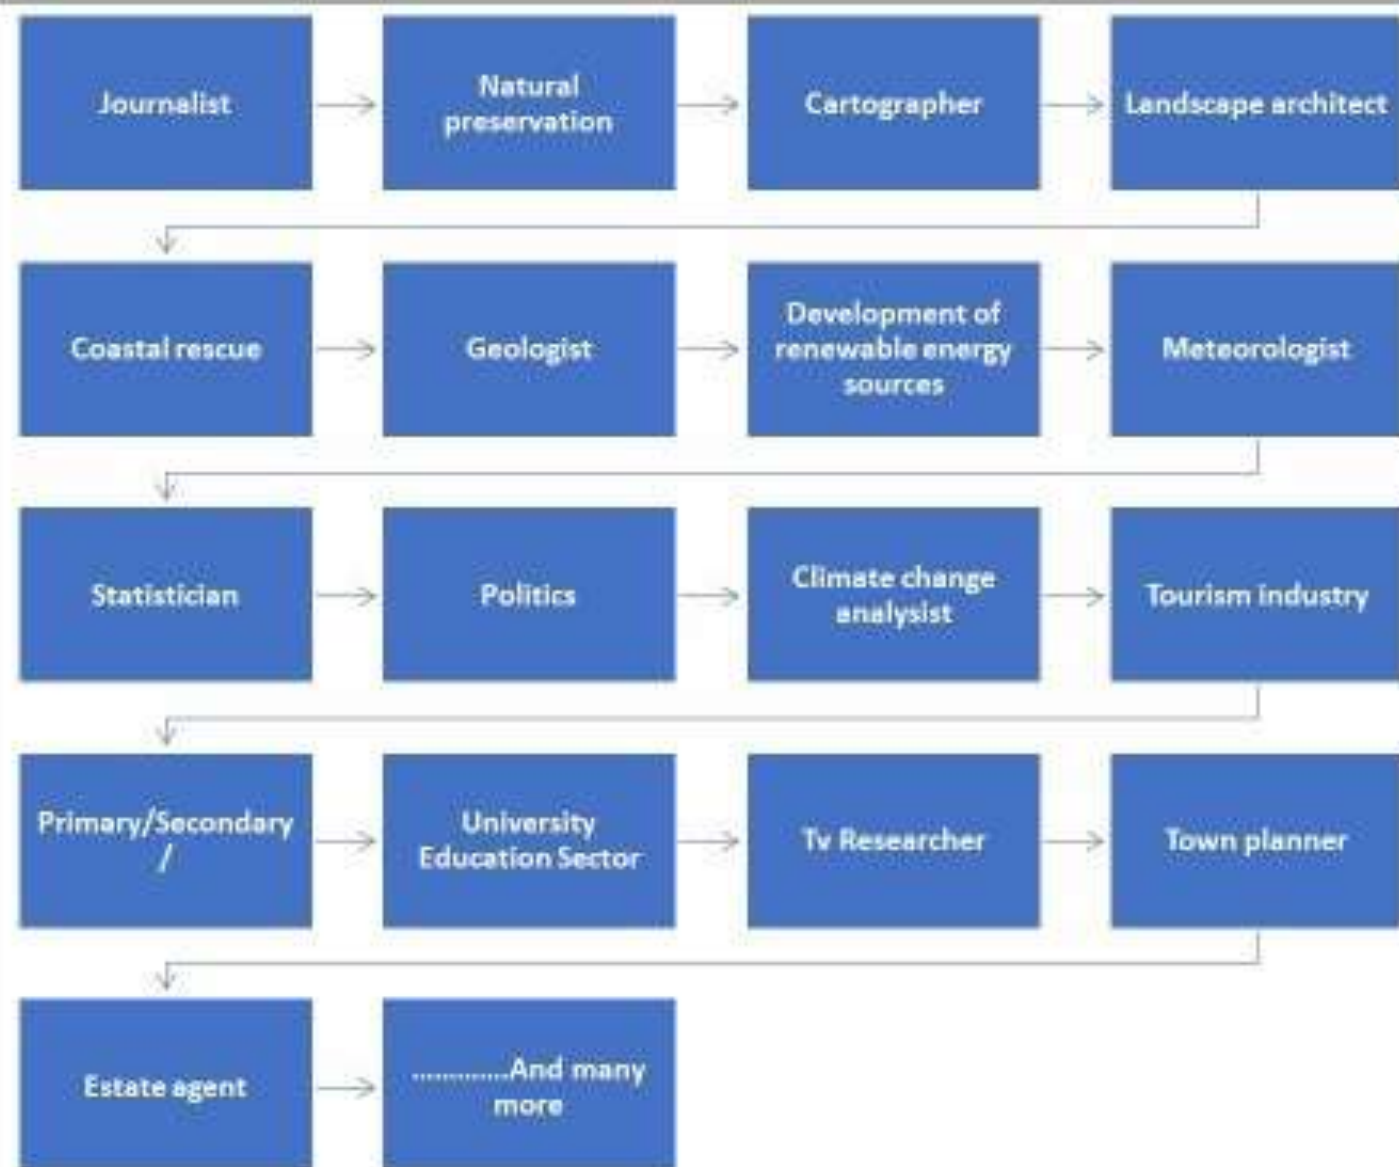 Journalist
Natural
preservation
Cartographer
Landscape architect
Coastal rescue
Geologist
Development of
renewable energy
sources
Meteorologist
Statistician
Politics
Climate change
analysist
Tourism industry
Primary/Secondary
/
University
Education Sector
Tv Researcher
Town planner
Estate agent
..............And many
more